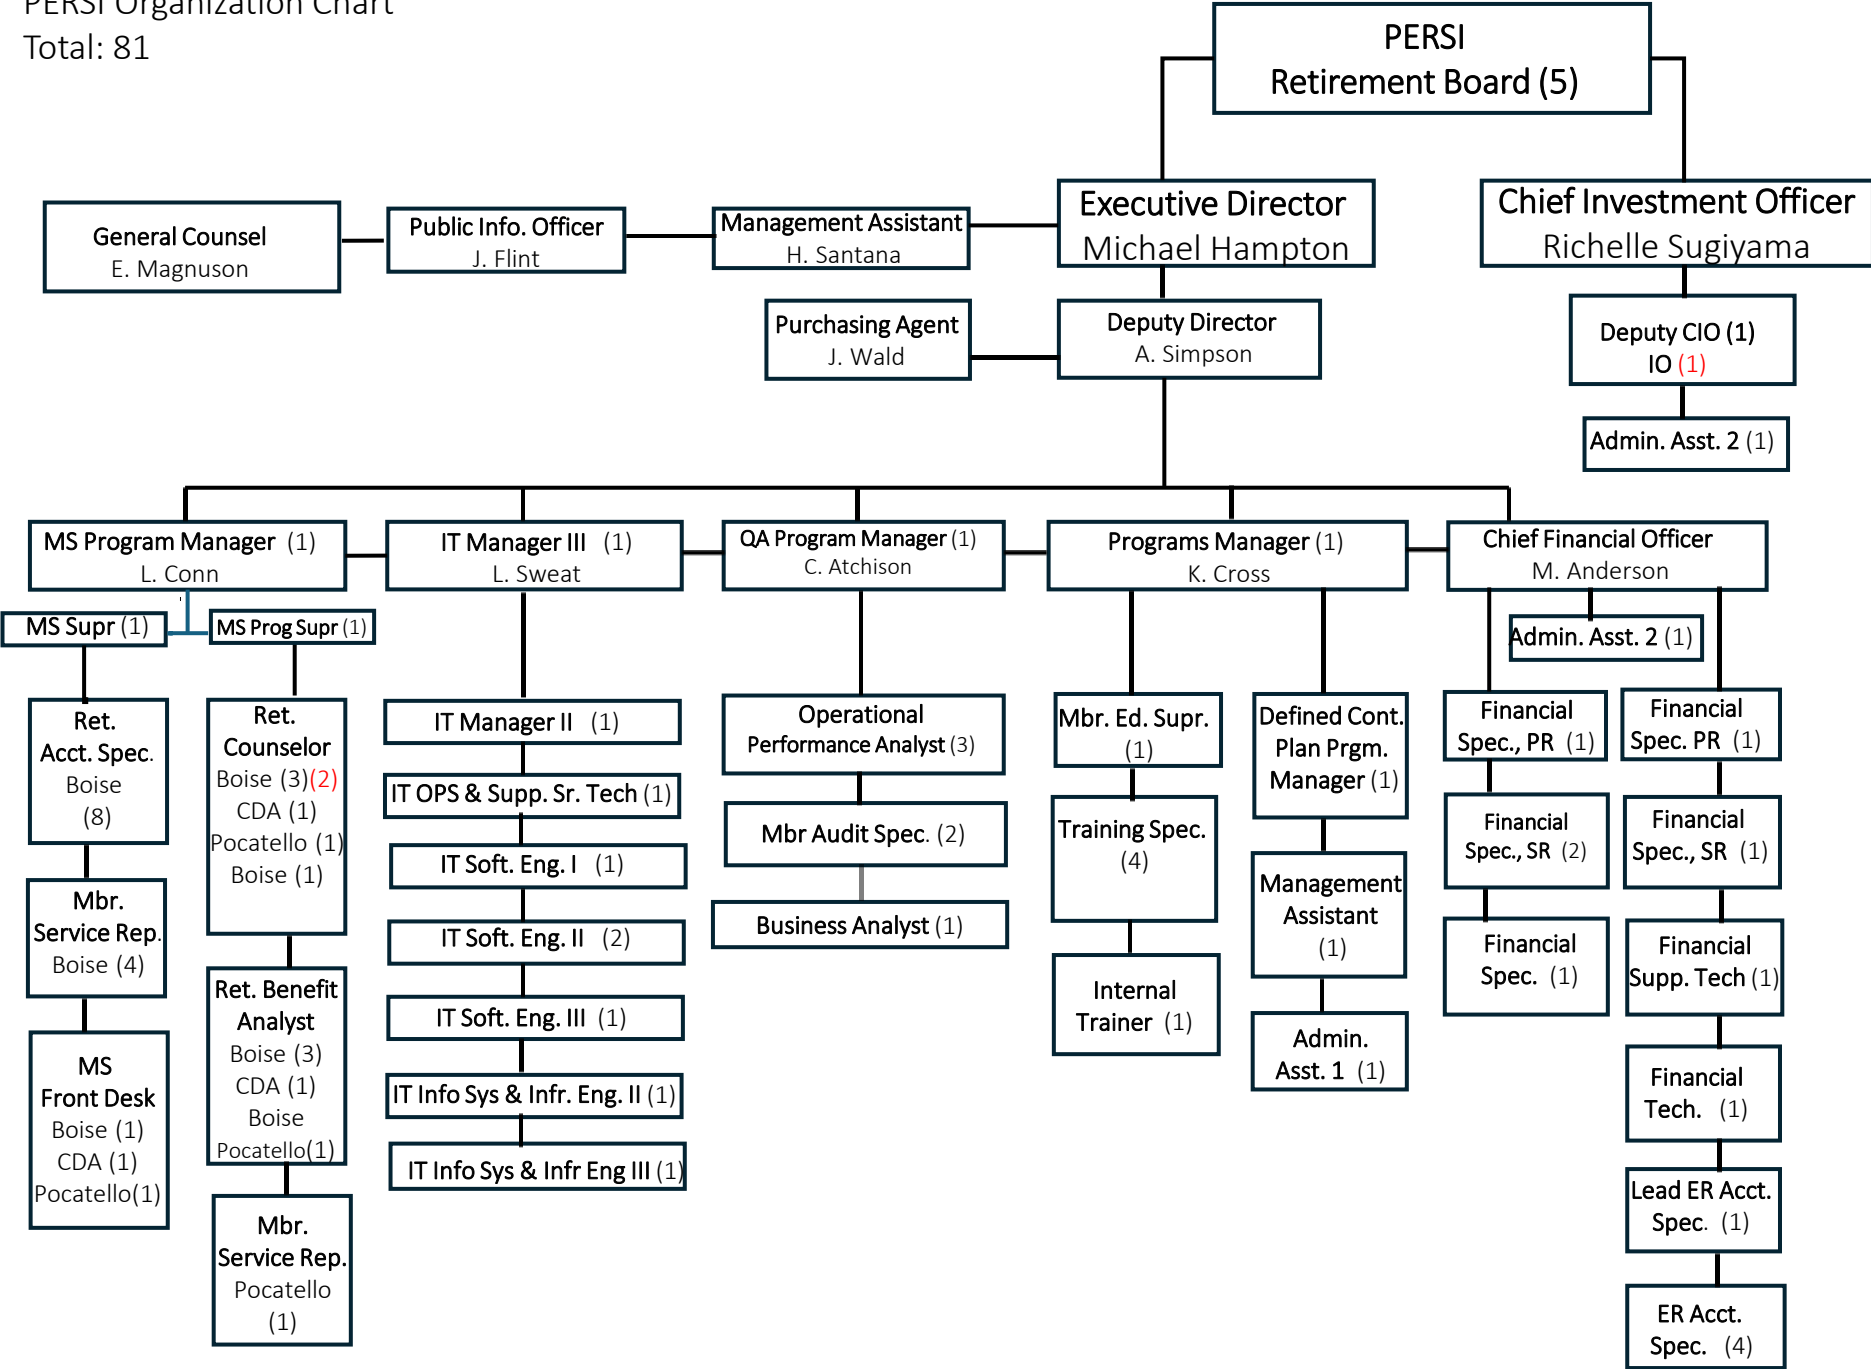 PERSI Organization Chart
Total: 81
PERSI
Retirement Board (5)
Executive Director
Michael Hampton
Chief Investment Officer
Richelle Sugiyama
General Counsel
E. Magnuson
Public Info. Officer
J. Flint
Management Assistant
H. Santana
Purchasing Agent
J. Wald
Deputy Director
A. Simpson
Deputy CIO (1)
IO (1)
Admin. Asst. 2 (1)
MS Program Manager (1)
L. Conn
IT Manager III (1)
L. Sweat
QA Program Manager (1)
C. Atchison
Programs Manager (1)
K. Cross
Chief Financial Officer
M. Anderson
MS Supr (1)
MS Prog Supr (1)
Admin. Asst. 2 (1)
Ret.
Acct. Spec.
Boise
(8)
Mbr.
Service Rep.
Boise (4)
MS
Front Desk
Boise (1)
CDA (1)
Pocatello(1)
Ret.
Counselor
Boise (3)(2)
CDA (1)
Pocatello (1)
Boise (1)
Ret. Benefit
Analyst
Boise (3)
CDA (1)
Boise
Pocatello(1)
Mbr.
Service Rep.
Pocatello
(1)
IT Manager II (1)
IT OPS & Supp. Sr. Tech (1)
IT Soft. Eng. I (1)
IT Soft. Eng. II (2)
IT Soft. Eng. III (1)
IT Info Sys & Infr. Eng. II (1)
IT Info Sys & Infr Eng III (1)
Operational
Performance Analyst (3)
Mbr Audit Spec. (2)
Business Analyst (1)
Mbr. Ed. Supr.
(1)
Training Spec.
(4)
Internal
Trainer (1)
Defined Cont.
Plan Prgm.
Manager (1)
Management
Assistant
(1)
Admin.
Asst. 1 (1)
Financial
Spec., PR (1)
Financial
Spec., SR (2)
Financial
Spec. (1)
Financial
Spec. PR (1)
Financial
Spec., SR (1)
Financial
Supp. Tech (1)
Financial
Tech. (1)
Lead ER Acct.
Spec. (1)
ER Acct.
Spec. (4)